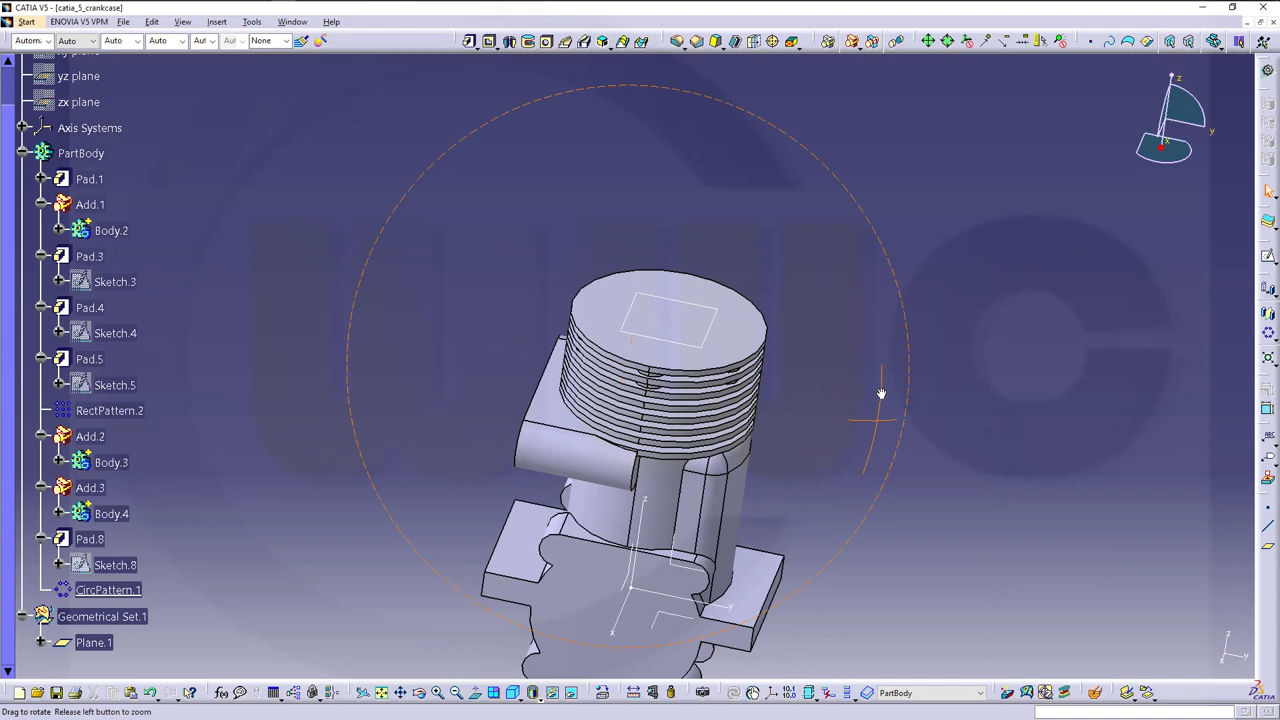 CATIA V5 - [catia_5_crankcase]
Start ENOVIA V5 VPM File Edit View Insert Tools Window Help
Autom Auto Auto Auto Aut Aut None
yz plane
zx plane
Axis Systems
PartBody
Pad.1
Add.1
Body.2
Pad.3
Sketch.3
Pad.4
Sketch.4
Pad.5
Sketch.5
RectPattern.2
Add.2
Body.3
Add.3
Body.4
Pad.8
Sketch.8
CircPattern.1
Geometrical Set.1
Plane.1
z
y
x
z
y
x
z
x y
PartBody
Drag to rotate. Release left button to zoom